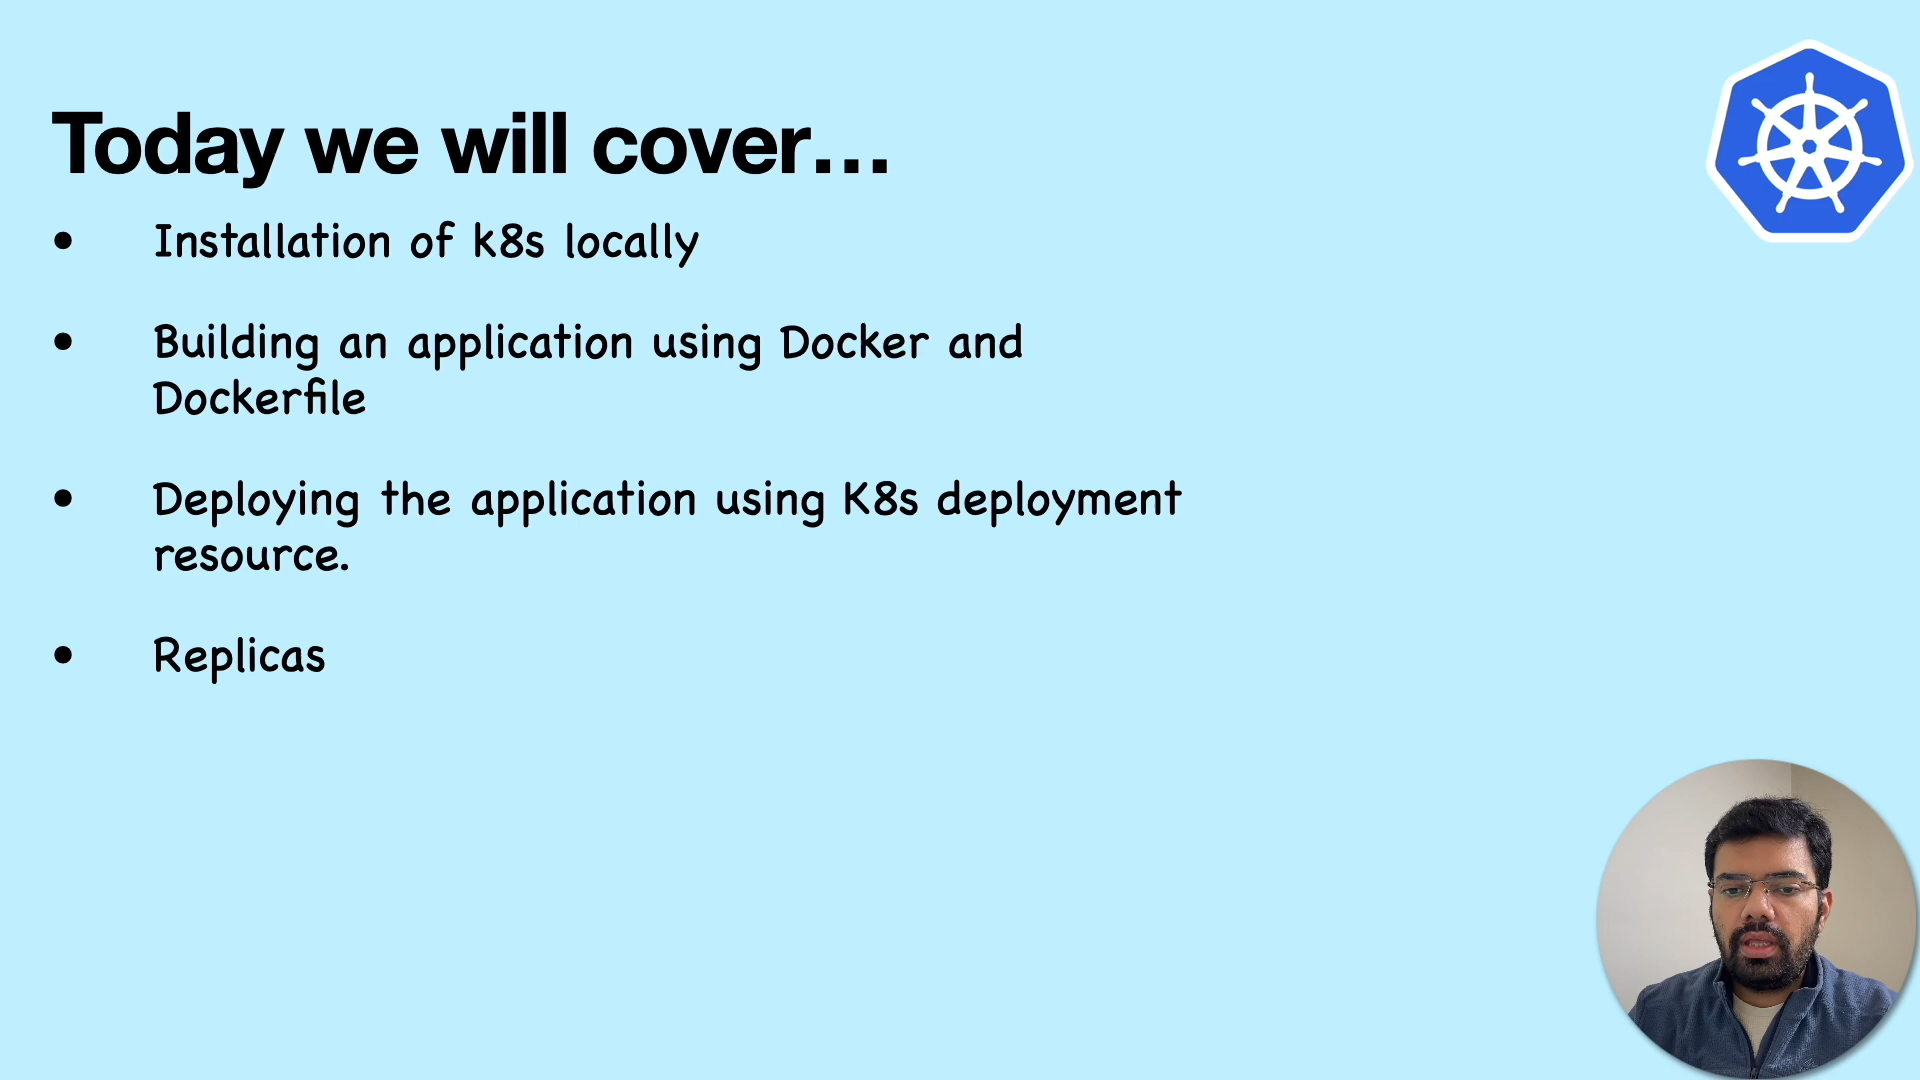 Today we will cover...
• Installation of k8s locally
• Building an application using Docker and
Dockerfile
• Deploying the application using K8s deployment
resource.
• Replicas